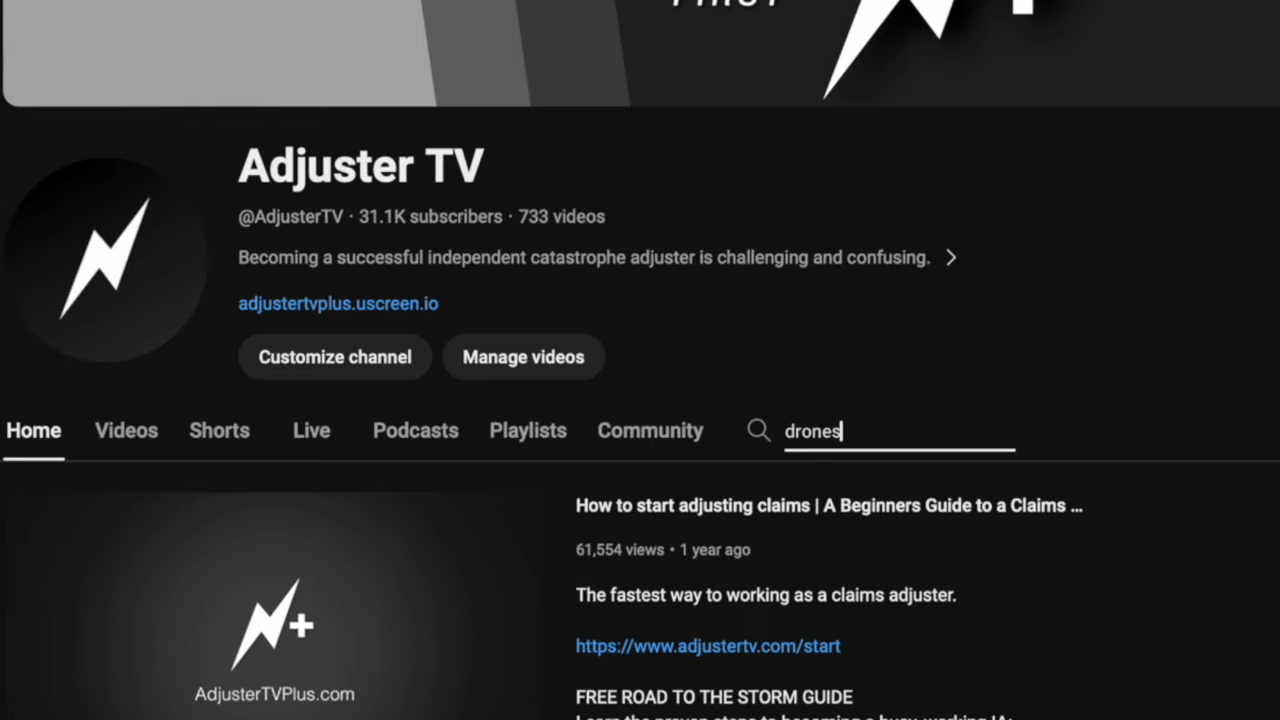 Adjuster TV
@AdjusterTV · 31.1K subscribers · 733 videos
Becoming a successful independent catastrophe adjuster is challenging and confusing.
adjustertvplus.uscreen.io
Customize channel Manage videos
Home Videos Shorts Live Podcasts Playlists Community drones
How to start adjusting claims | A Beginners Guide to a Claims ...
61,554 views • 1 year ago
The fastest way to working as a claims adjuster.
https://www.adjustertv.com/start
AdjusterTVPlus.com
FREE ROAD TO THE STORM GUIDE